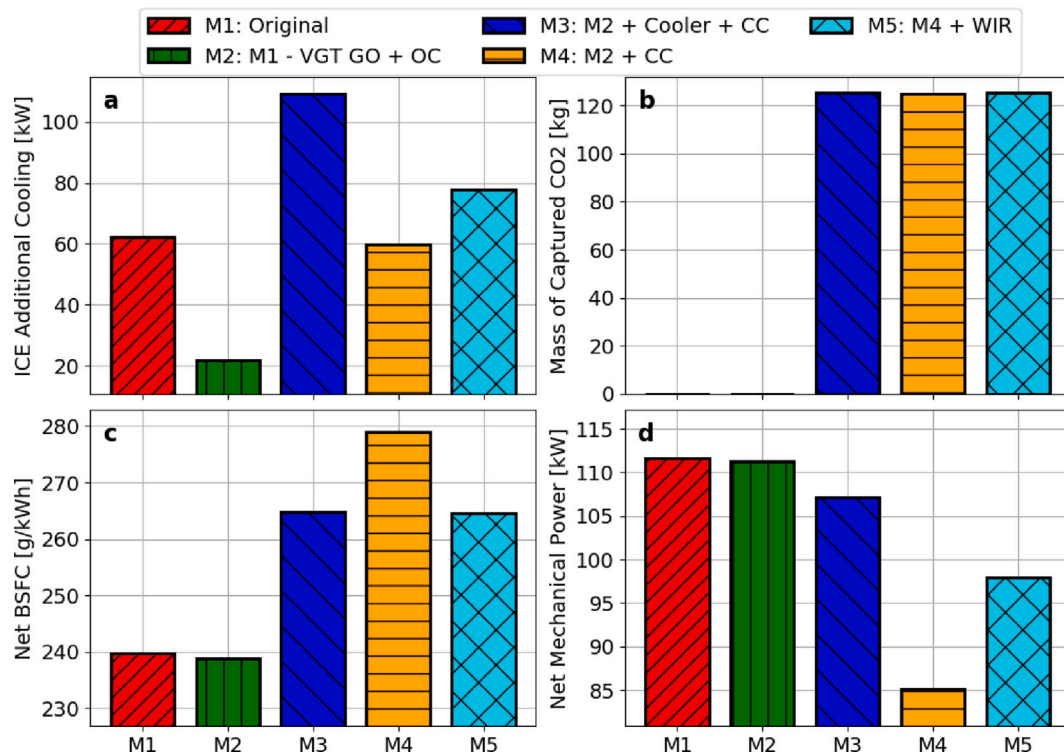 M1: Original
M2: M1 - VGT GO + OC
M3: M2 + Cooler + CC
M4: M2 + CC
M5: M4 + WIR
a
ICE Additional Cooling [kW]
100
80
60
40
20
b
Mass of Captured CO2 [kg]
120
100
80
60
40
20
0
c
Net BSFC [g/kWh]
280
270
260
250
240
230
M1 M2 M3 M4 M5
d
Net Mechanical Power [kW]
115
110
105
100
95
90
85
M1 M2 M3 M4 M5